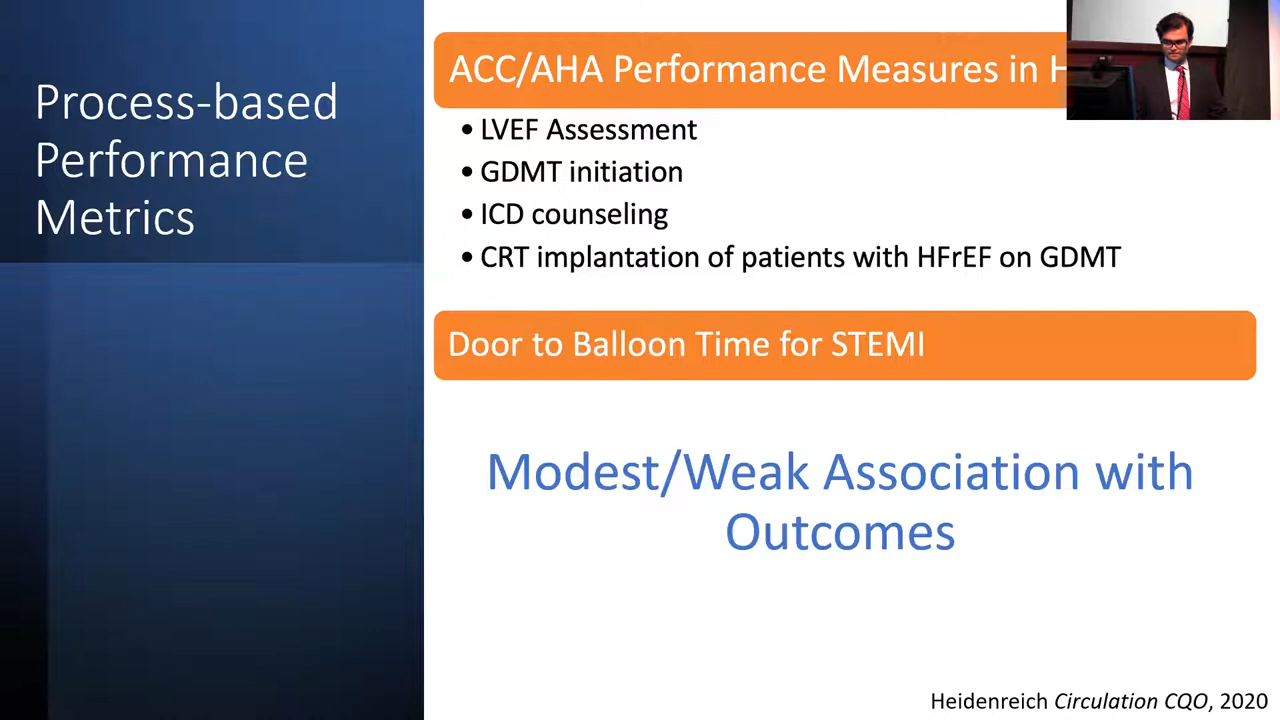 Process-based
Performance
Metrics
ACC/AHA Performance Measures in H
• LVEF Assessment
• GDMT initiation
• ICD counseling
• CRT implantation of patients with HFrEF on GDMT
Door to Balloon Time for STEMI
Modest/Weak Association with
Outcomes
Heidenreich Circulation CQO, 2020